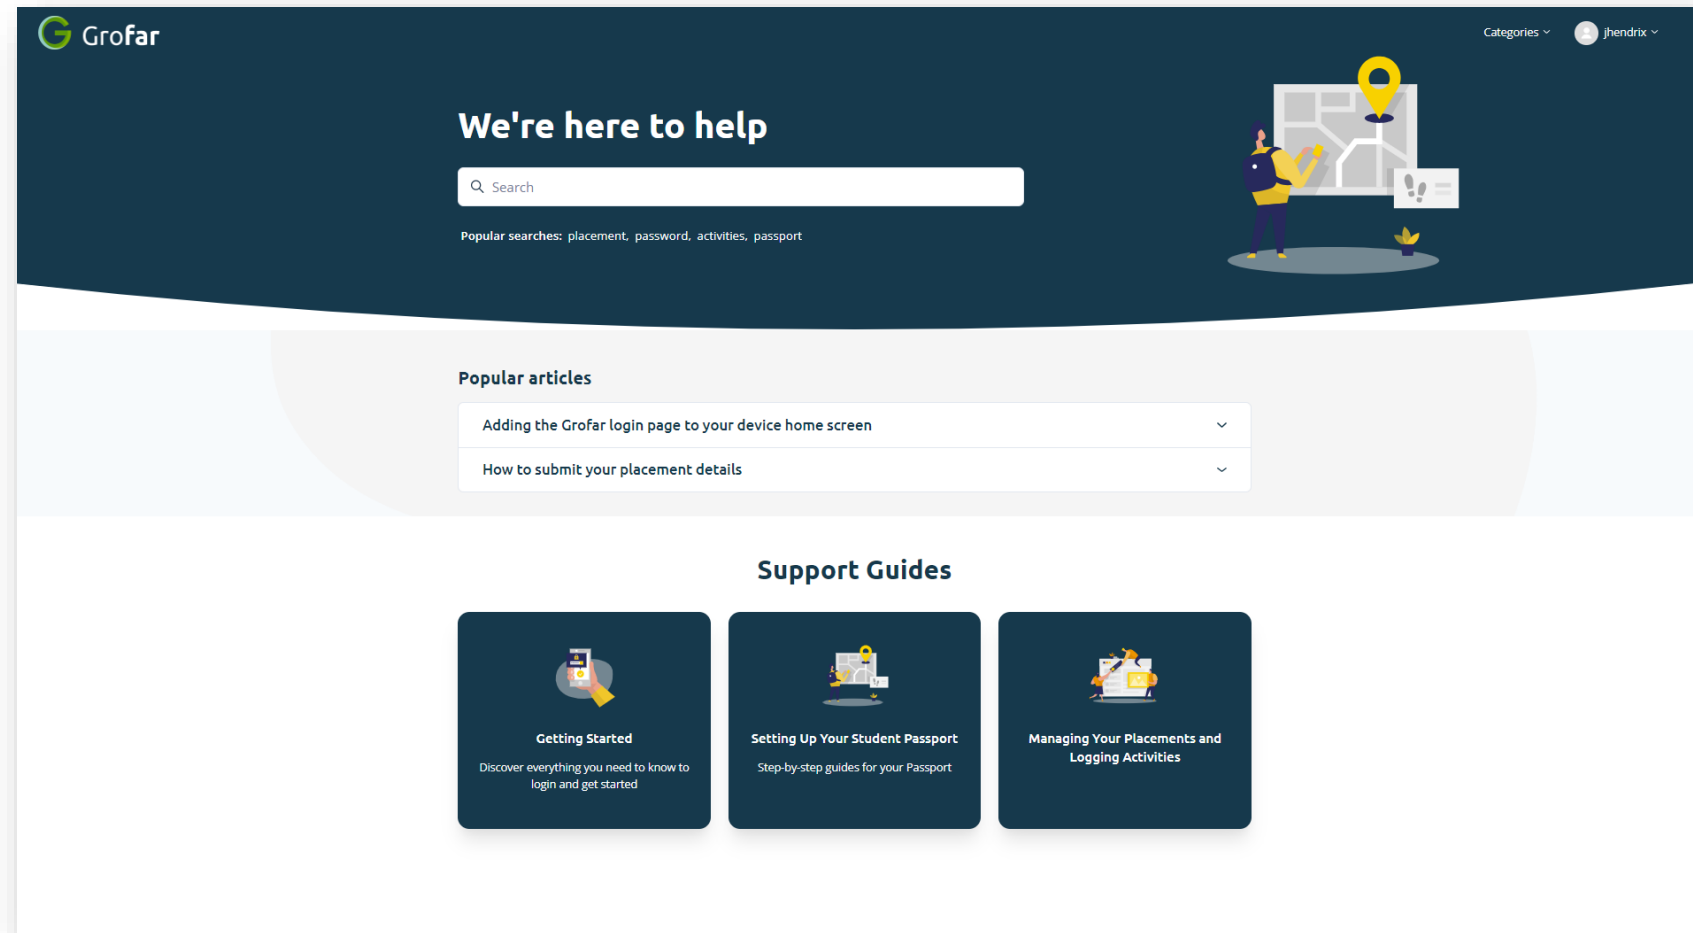 Grofar
Categories
jhendrix
We're here to help
Search
Popular searches: placement, password, activities, passport
Popular articles
Adding the Grofar login page to your device home screen
How to submit your placement details
Support Guides
Getting Started
Discover everything you need to know to
login and get started
Setting Up Your Student Passport
Step-by-step guides for your Passport
Managing Your Placements and
Logging Activities